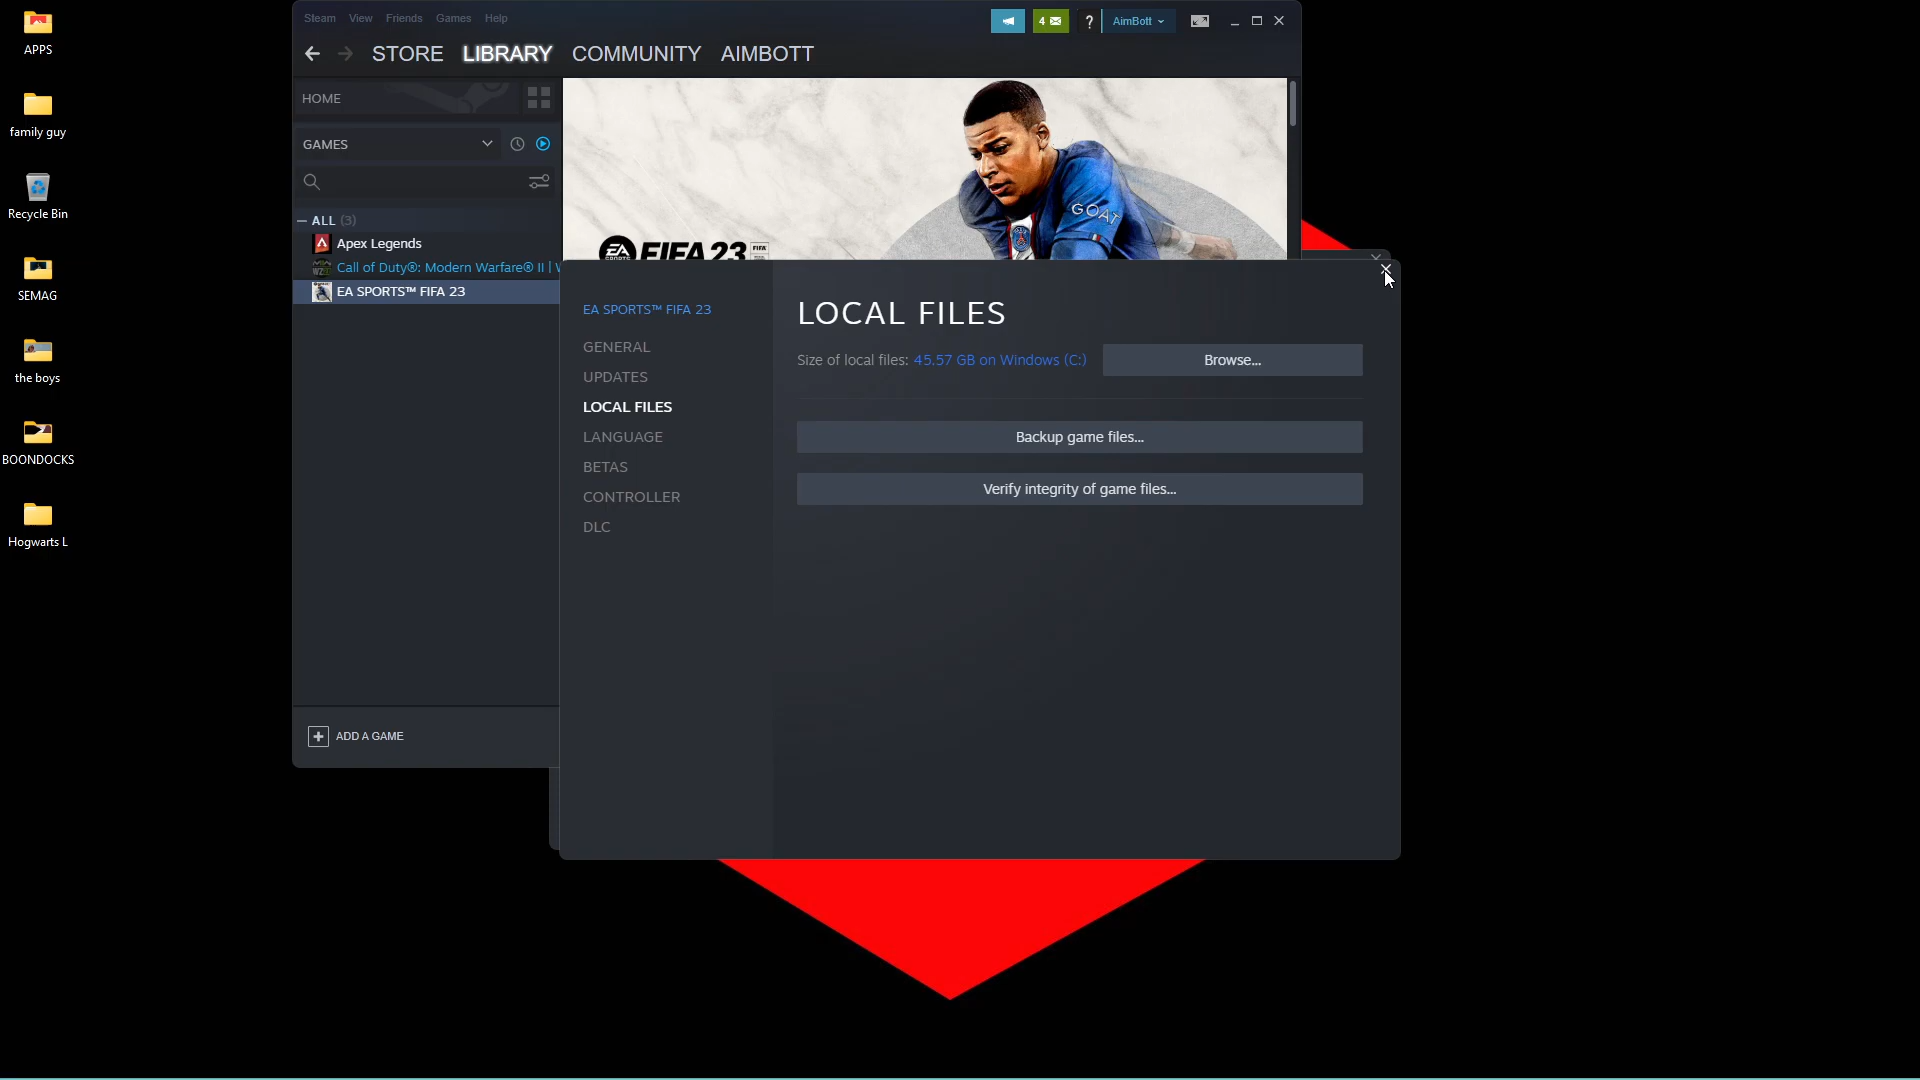 APPS
family guy
Recycle Bin
SEMAG
the boys
BOONDOCKS
Hogwarts L
Steam View Friends Games Help
4 ? AimBott
STORE LIBRARY COMMUNITY AIMBOTT
HOME
GAMES
ALL (3)
Apex Legends
Call of Duty®: Modern Warfare® II |
EA SPORTS™ FIFA 23
ADD A GAME
GOAT
EA SPORTS FIFA 23 FIFA
EA SPORTS™ FIFA 23
GENERAL
UPDATES
LOCAL FILES
LANGUAGE
BETAS
CONTROLLER
DLC
LOCAL FILES
Size of local files: 45.57 GB on Windows (C:) Browse...
Backup game files...
Verify integrity of game files...